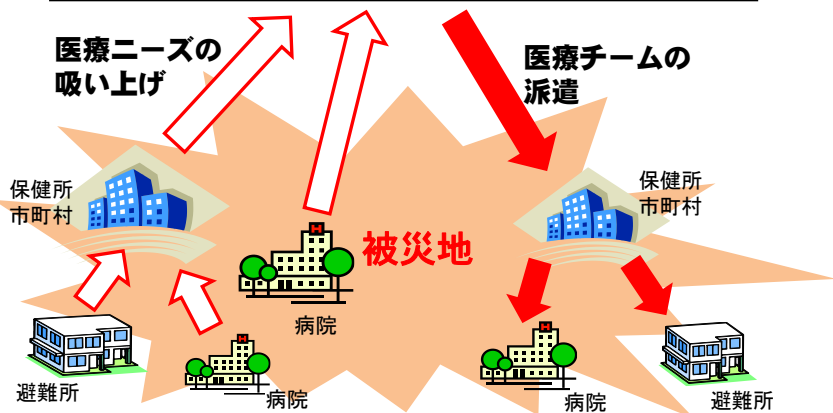 医療ニーズの
吸い上げ
医療チームの
派遣
保健所
市町村
保健所
市町村
H
被災地
病院
H
H
避難所
病院
病院
避難所